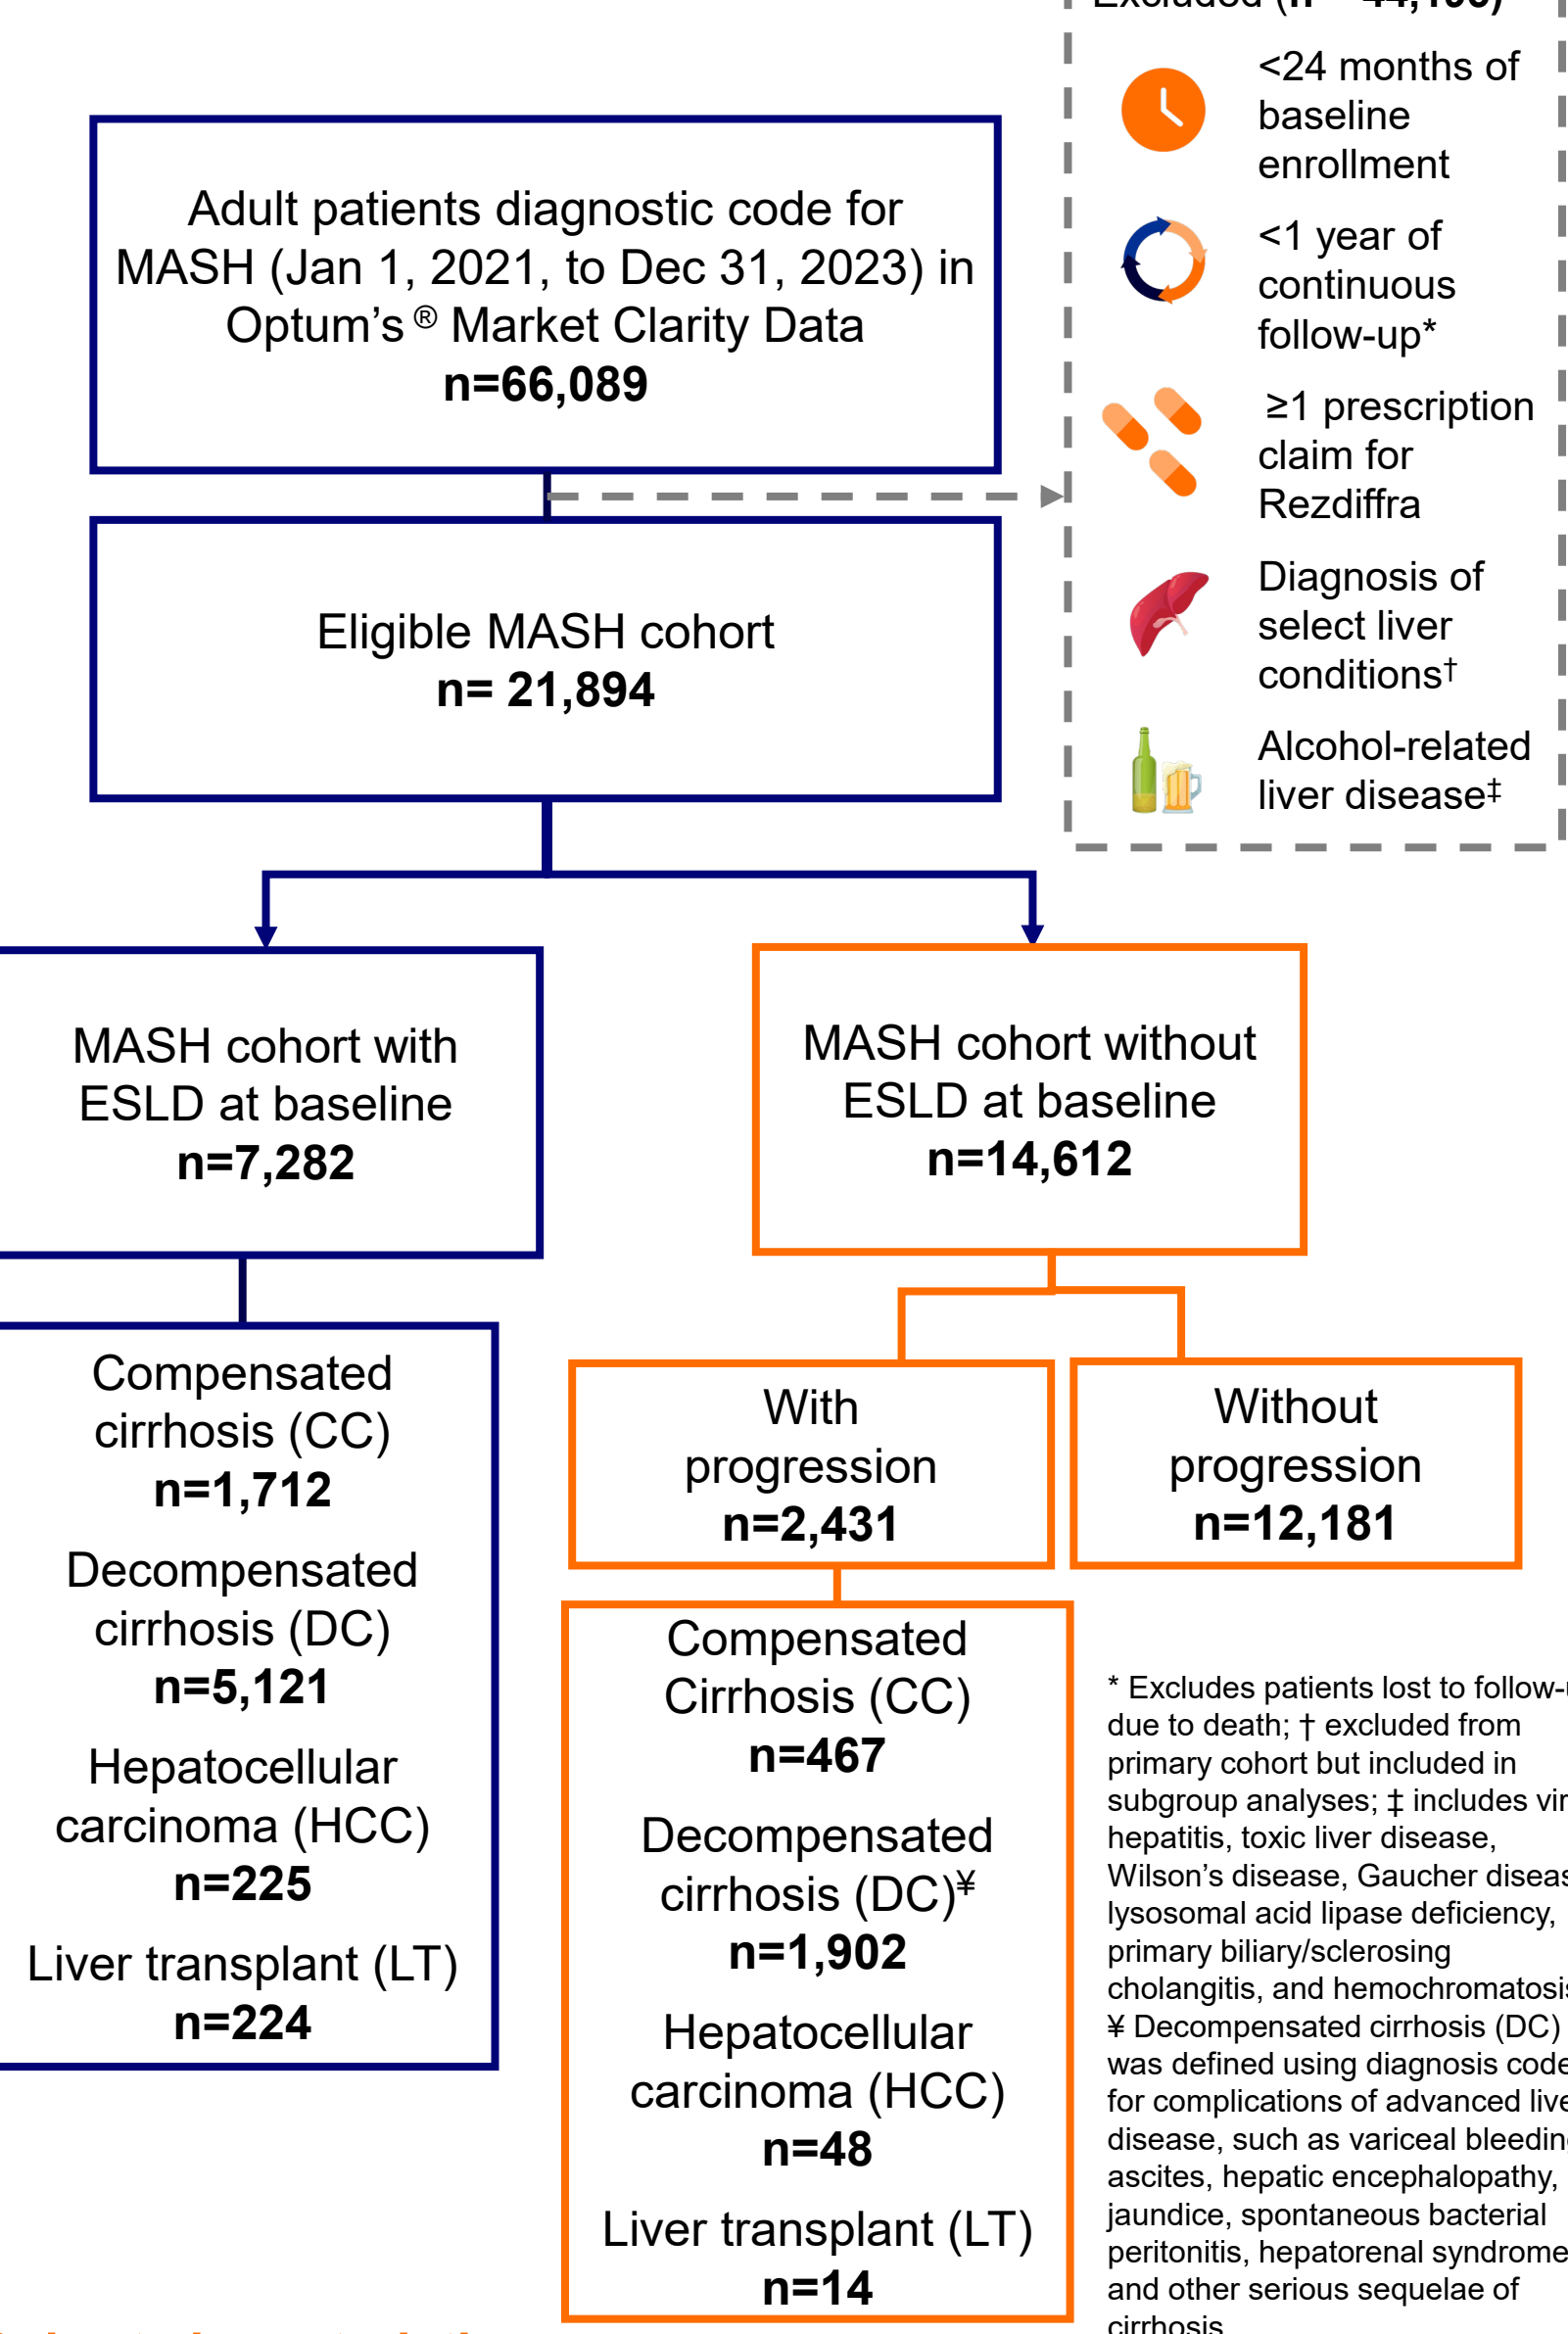 <24 months of
baseline
enrollment
<1 year of
continuous
follow-up*
≥1 prescription
claim for
Rezdiffra
Diagnosis of
select liver
conditions†
Alcohol-related
liver disease‡
Adult patients diagnostic code for
MASH (Jan 1, 2021, to Dec 31, 2023) in
Optum’s ® Market Clarity Data
n=66,089
Eligible MASH cohort
n= 21,894
MASH cohort with
ESLD at baseline
n=7,282
MASH cohort without
ESLD at baseline
n=14,612
Compensated
cirrhosis (CC)
n=1,712
Decompensated
cirrhosis (DC)
n=5,121
Hepatocellular
carcinoma (HCC)
n=225
Liver transplant (LT)
n=224
With
progression
n=2,431
Without
progression
n=12,181
Compensated
Cirrhosis (CC)
n=467
Decompensated
cirrhosis (DC)¥
n=1,902
Hepatocellular
carcinoma (HCC)
n=48
Liver transplant (LT)
n=14
* Excludes patients lost to
due to death; † excluded from
primary cohort but included in
subgroup analyses; ‡ includes
hepatitis, toxic liver disease,
Wilson’s disease, Gaucher
lysosomal acid lipase deficiency,
primary biliary/sclerosing
cholangitis, and
¥ Decompensated cirrhosis (DC)
was defined using diagnosis
for complications of advanced
disease, such as variceal
ascites, hepatic encephalopathy,
jaundice, spontaneous bacterial
peritonitis, hepatorenal syndrome
and other serious sequelae of
cirrhosis